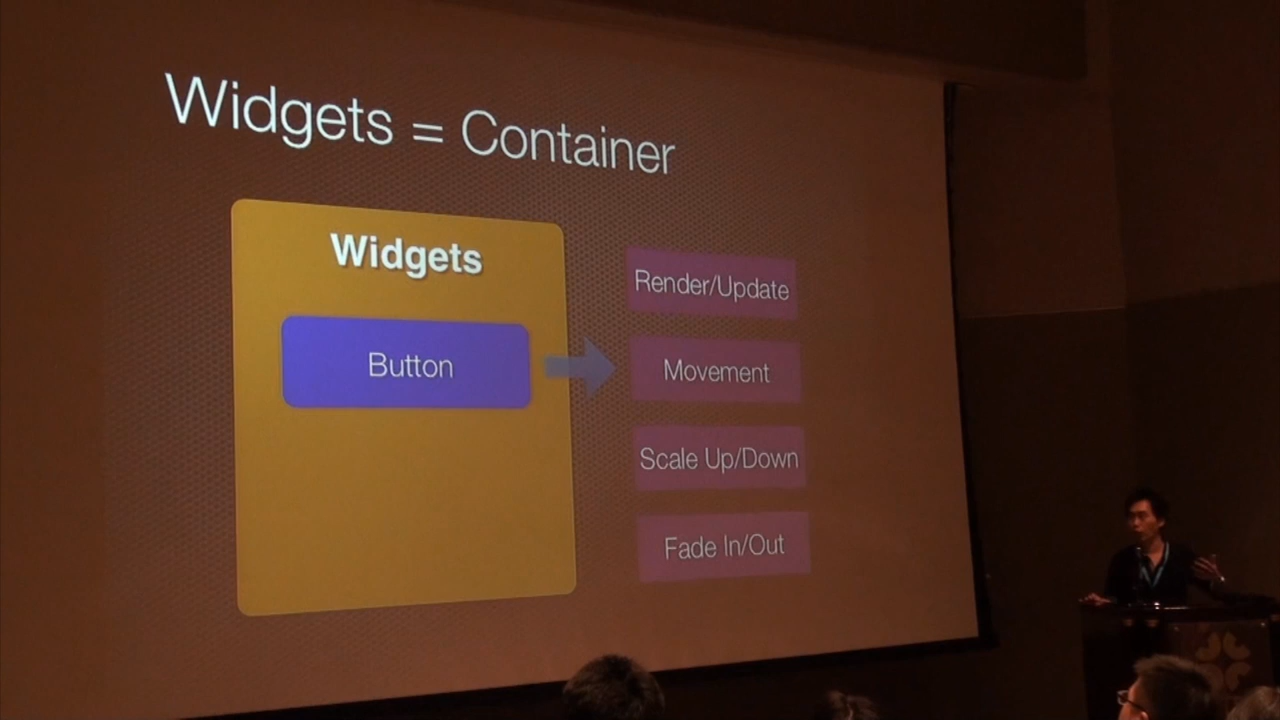 Widgets = Container
Widgets
Button
Render/Update
Movement
Scale Up/Down
Fade In/Out